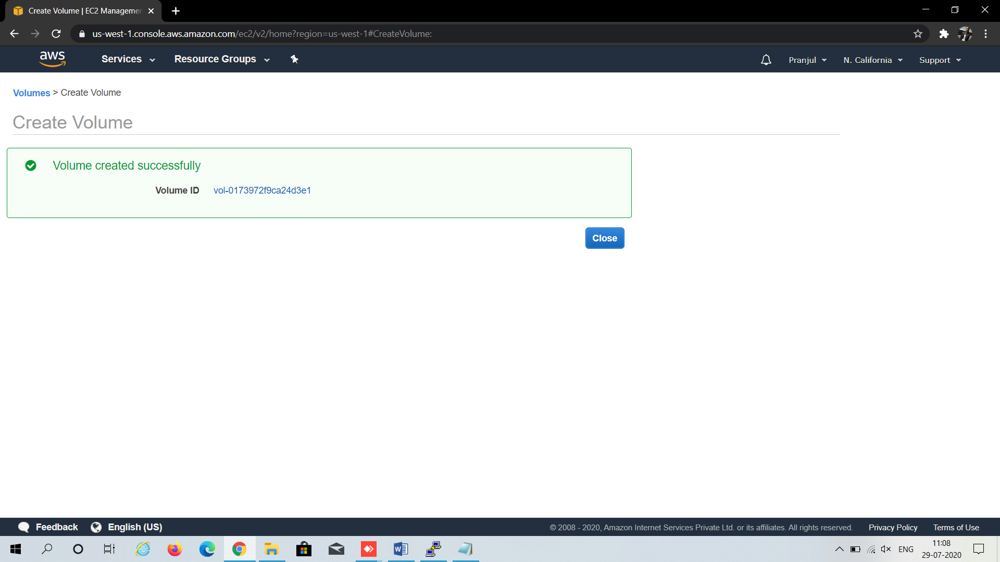 Create Volume | EC2 Managemen
us-west-1.console.aws.amazon.com/ec2/v2/home?region=us-west-1#CreateVolume:
aws Services Resource Groups Pranjul N. California Support
Volumes > Create Volume
Create Volume
Volume created successfully
Volume ID vol-0173972f9ca24d3e1
Close
Feedback English (US) © 2008 - 2020, Amazon Internet Services Private Ltd. or its affiliates. All rights reserved. Privacy Policy Terms of Use
ENG 11:08
29-07-2020